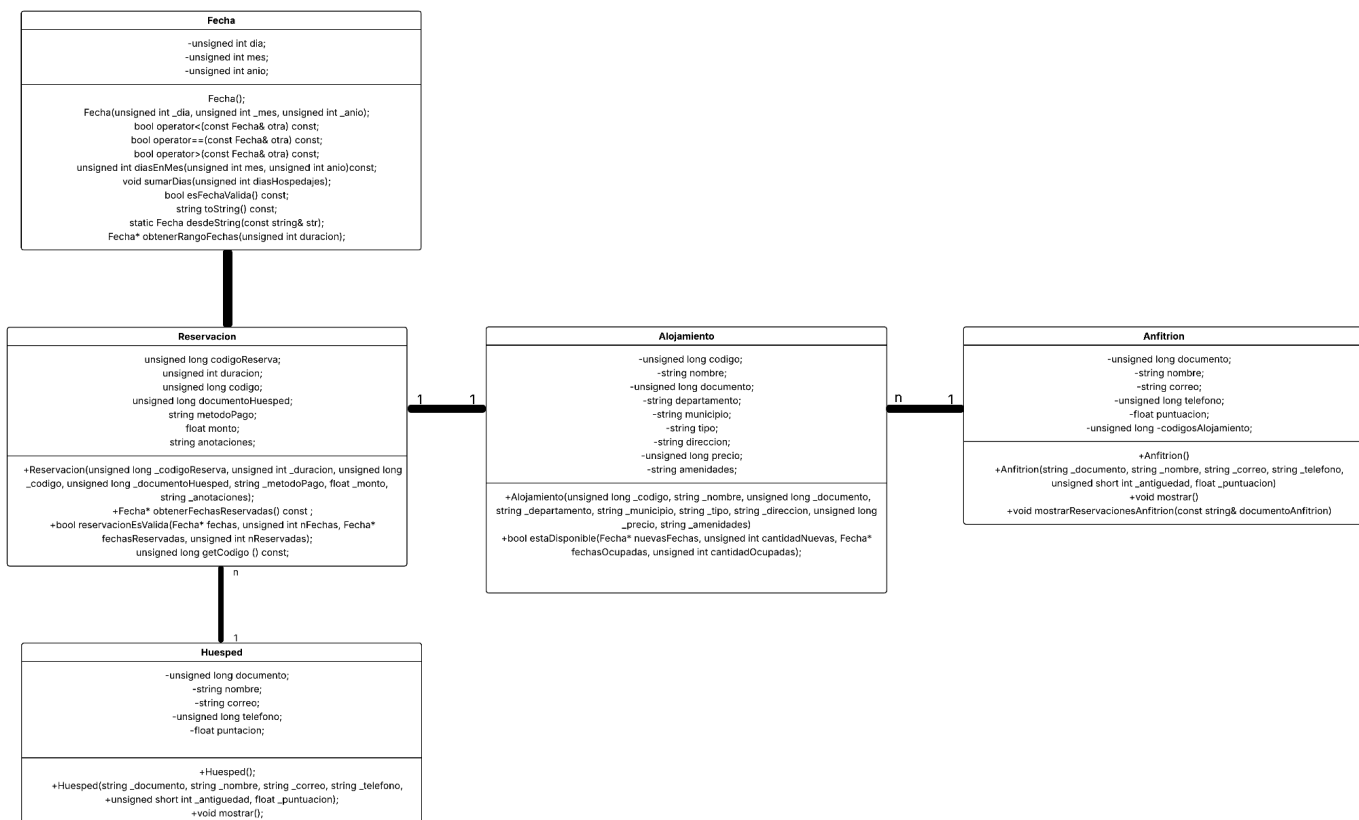 Fecha
-unsigned int dia;
-unsigned int mes;
-unsigned int anio;
Fecha();
Fecha(unsigned int _dia, unsigned int _mes, unsigned int _anio);
bool operator<(const Fecha& otra) const;
bool operator==(const Fecha& otra) const;
bool operator>(const Fecha& otra) const;
unsigned int diasEnMes(unsigned int mes, unsigned int anio)const;
void sumarDias(unsigned int diasHospedajes);
bool esFechaValida() const;
string toString() const;
static Fecha desdeString(const string& str);
Fecha* obtenerRangoFechas(unsigned int duracion);
Reservacion
unsigned long codigoReserva;
unsigned int duracion;
unsigned long codigo;
unsigned long documentoHuesped;
string metodoPago;
float monto;
string anotaciones;
+Reservacion(unsigned long _codigoReserva, unsigned int _duracion, unsigned long
_codigo, unsigned long _documentoHuesped, string _metodoPago, float _monto,
string _anotaciones);
+Fecha* obtenerFechasReservadas() const ;
+bool reservacionEsValida(Fecha* fechas, unsigned int nFechas, Fecha*
fechasReservadas, unsigned int nReservadas);
unsigned long getCodigo () const;
1 1
Alojamiento
-unsigned long codigo;
-string nombre;
-unsigned long documento;
-string departamento;
-string municipio;
-string tipo;
-string direccion;
-unsigned long precio;
-string amenidades;
+Alojamiento(unsigned long _codigo, string _nombre, unsigned long _documento,
string _departamento, string _municipio, string _tipo, string _direccion, unsigned long
_precio, string _amenidades)
+bool estaDisponible(Fecha* nuevasFechas, unsigned int cantidadNuevas, Fecha*
fechasOcupadas, unsigned int cantidadOcupadas);
n 1
Anfitrion
-unsigned long documento;
-string nombre;
-string correo;
-unsigned long telefono;
-float puntuacion;
-unsigned long -codigosAlojamiento;
+Anfitrion()
+Anfitrion(string _documento, string _nombre, string _correo, string _telefono,
unsigned short int _antiguedad, float _puntuacion)
+void mostrar()
+void mostrarReservacionesAnfitrion(const string& documentoAnfitrion)
n
1
Huesped
-unsigned long documento;
-string nombre;
-string correo;
-unsigned long telefono;
-float puntacion;
+Huesped();
+Huesped(string _documento, string _nombre, string _correo, string _telefono,
+unsigned short int _antiguedad, float _puntuacion);
+void mostrar();